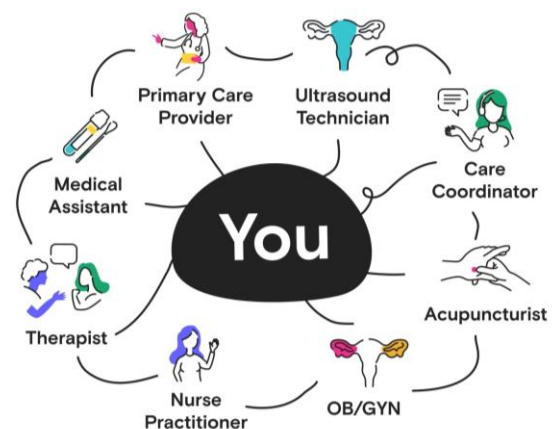 Primary Care
Provider
Ultrasound
Technician
Care
Coordinator
Medical
Assistant
You
Acupuncturist
Therapist
Nurse
Practitioner
OB/GYN